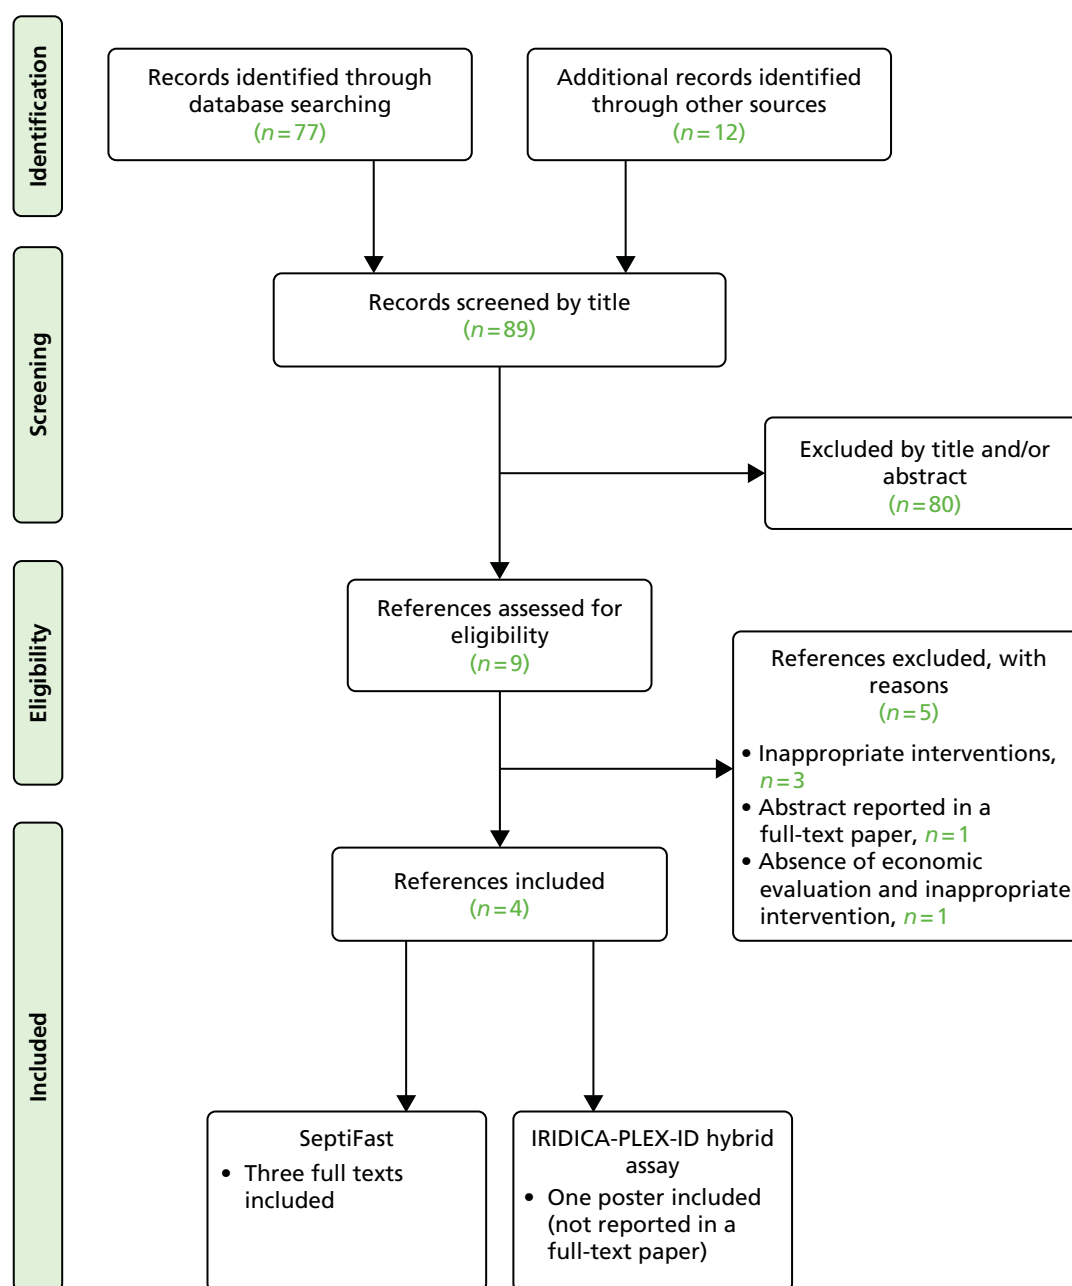 Identification
Records identified through
database searching
(n=77)
Additional records identified
through other sources
(n=12)
Screening
Records screened by title
(n=89)
Excluded by title and/or
abstract
(n=80)
Eligibility
References assessed for
eligibility
(n=9)
References excluded, with
reasons
(n=5)
• Inappropriate interventions,
n=3
• Abstract reported in a
full-text paper, n=1
• Absence of economic
evaluation and inappropriate
intervention, n=1
Included
References included
(n=4)
SeptiFast
• Three full texts
included
IRIDICA-PLEX-ID hybrid
assay
• One poster included
(not reported in a
full-text paper)